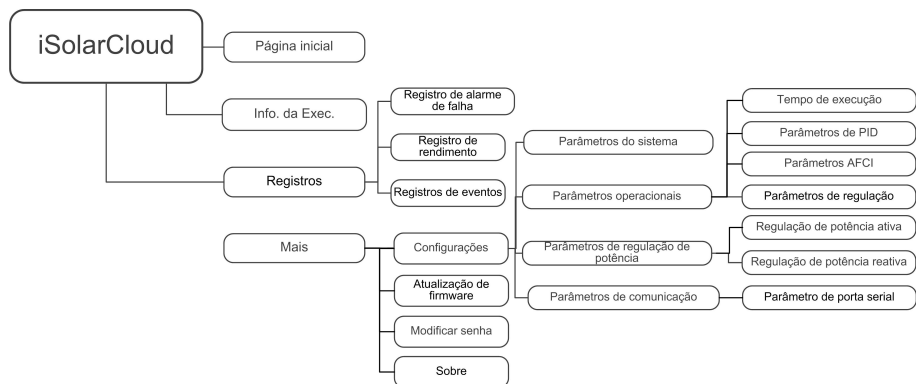 iSolarCloud
Página inicial
Info. da Exec.
Registros
Registro de alarme
de falha
Registro de
rendimento
Registros de eventos
Mais
Configurações
Atualização de
firmware
Modificar senha
Sobre
Parâmetros do sistema
Parâmetros operacionais
Parâmetros de regulação de
potência
Parâmetros de comunicação
Tempo de execução
Parâmetros de PID
Parâmetros AFCI
Parâmetros de regulação
Regulação de potência ativa
Regulação de potência reativa
Parâmetro de porta serial